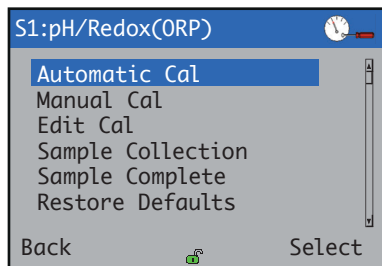 S1:pH/Redox(ORP)
Automatic Cal
Manual Cal
Edit Cal
Sample Collection
Sample Complete
Restore Defaults
Back Select